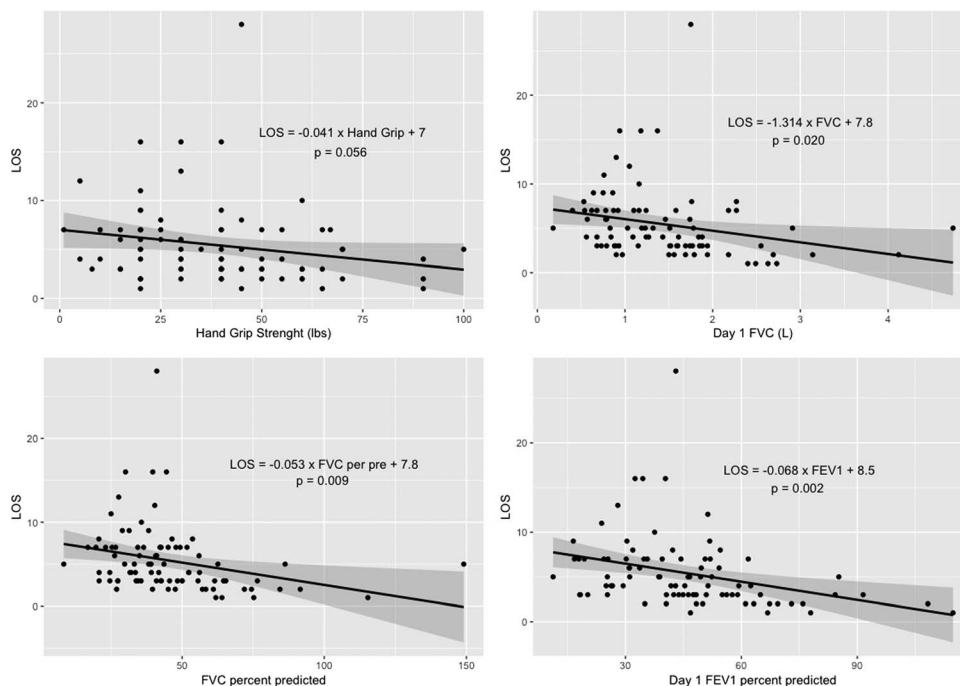 LOS = -0.041 x Hand Grip + 7
p = 0.056
LOS
20
10
0
0
25
50
75
100
Hand Grip Strenght (lbs)
LOS = -1.314 x FVC + 7.8
p = 0.020
LOS
20
10
0
0
1
2
3
4
Day 1 FVC (L)
LOS = -0.053 x FVC per pre + 7.8
p = 0.009
LOS
20
10
0
50
100
150
FVC percent predicted
LOS = -0.068 x FEV1 + 8.5
p = 0.002
LOS
20
10
0
30
60
90
Day 1 FEV1 percent predicted